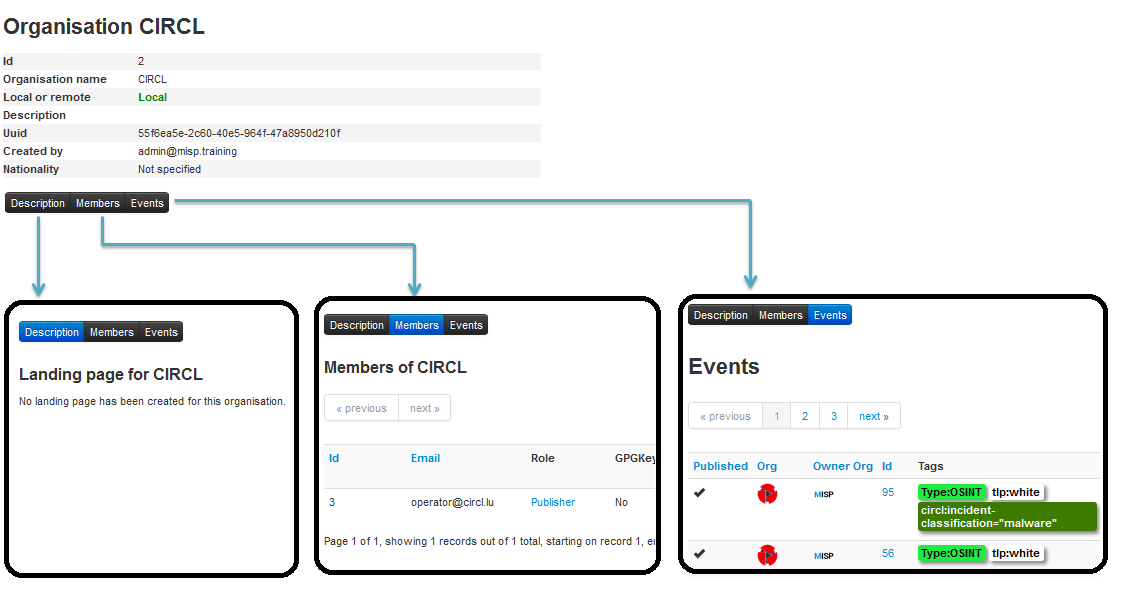 Organisation CIRCL
Id 2
Organisation name CIRCL
Local or remote Local
Description
Uuid 55f6ea5e-2c60-40e5-964f-47a8950d210f
Created by admin@misp.training
Nationality Not specified
Description Members Events
Description Members Events
Landing page for CIRCL
No landing page has been created for this organisation.
Description Members Events
Members of CIRCL
« previous next »
Id Email Role GPGKey
3 operator@circl.lu Publisher No
Page 1 of 1, showing 1 records out of 1 total, starting on record 1, e
Description Members Events
Events
« previous 1 2 3 next »
Published Org Owner Org Id Tags
MISP 95 Type:OSINT tlp:white
circl:incident-
classification="malware"
MISP 56 Type:OSINT tlp:white